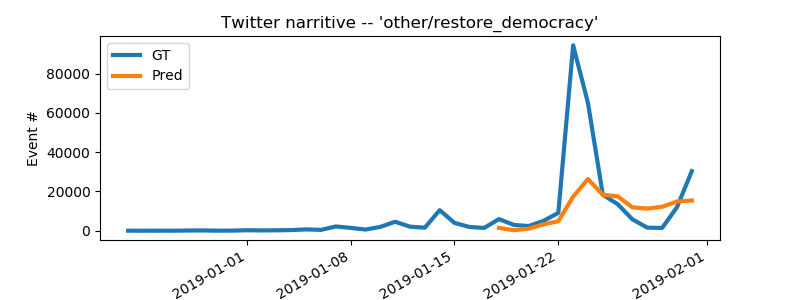 Twitter narritive -- 'other/restore_democracy'
GT
Pred
Event #
80000
60000
40000
20000
0
2019-01-01
2019-01-08
2019-01-15
2019-01-22
2019-02-01